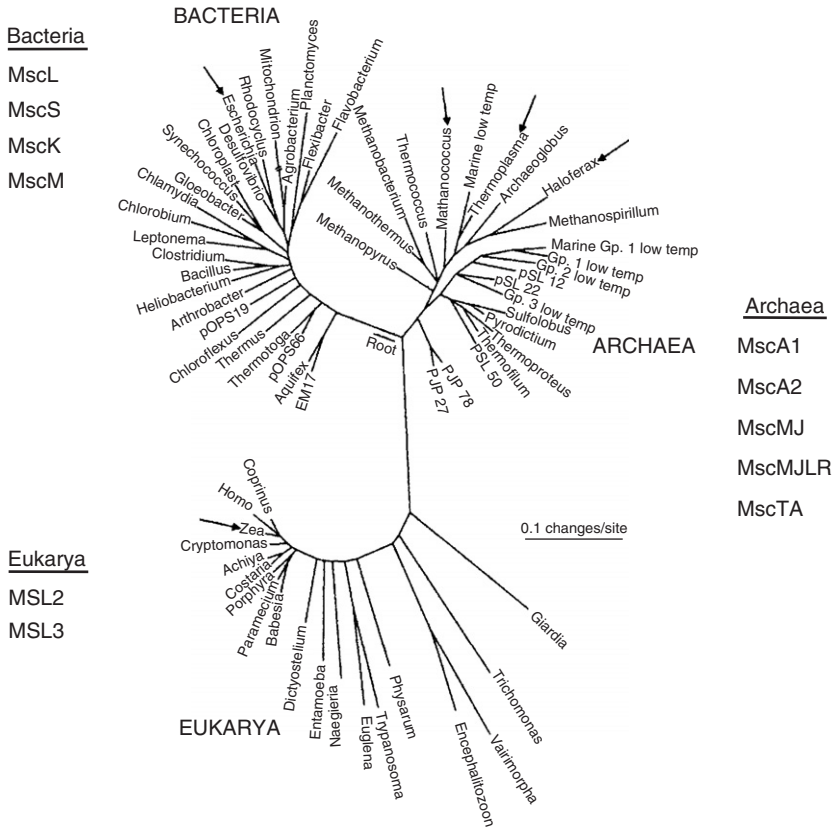 BACTERIA
Bacteria
MscL
MscS
MscK
MscM
Flavobacterium
Flexibacter
Planctomyces
Agrobacterium
Mitochondrion
Rhodocyclus
Escherichia
Desulfovibrio
Chloroplast
Synechococcus
Gloeobacter
Chlamydia
Chlorobium
Leptonema
Clostridium
Bacillus
Heliobacterium
Arthrobacter
pOPS19
Chloroflexus
Thermus
Thermotoga
pOPS66
Aquifex
EM17
Root
Methanopyrus
Methanothermus
Methanobacterium
Thermococcus
Mathanococcus
Marine low temp
Thermoplasma
Archaeoglobus
Haloferax
Methanospirillum
Marine Gp. 1 low temp
Gp. 1 low temp
Gp. 2 low temp
pSL 12
pSL 22
Gp. 3 low temp
Sulfolobus
Pyrodictium
Thermoproteus
Thermofilum
PSL 50
PJP 78
PJP 27
ARCHAEA
Archaea
MscA1
MscA2
MscMJ
MscMJLR
MscTA
0.1 changes/site
Coprinus
Homo
Zea
Cryptomonas
Achiya
Costaria
Porphyra
Paramecium
Babesia
Dictyostelium
Entamoeba
Naegieria
Euglena
Trypanosoma
Physarum
Encephalitozoon
Vairimorpha
Trichomonas
Giardia
Eukarya
MSL2
MSL3
EUKARYA